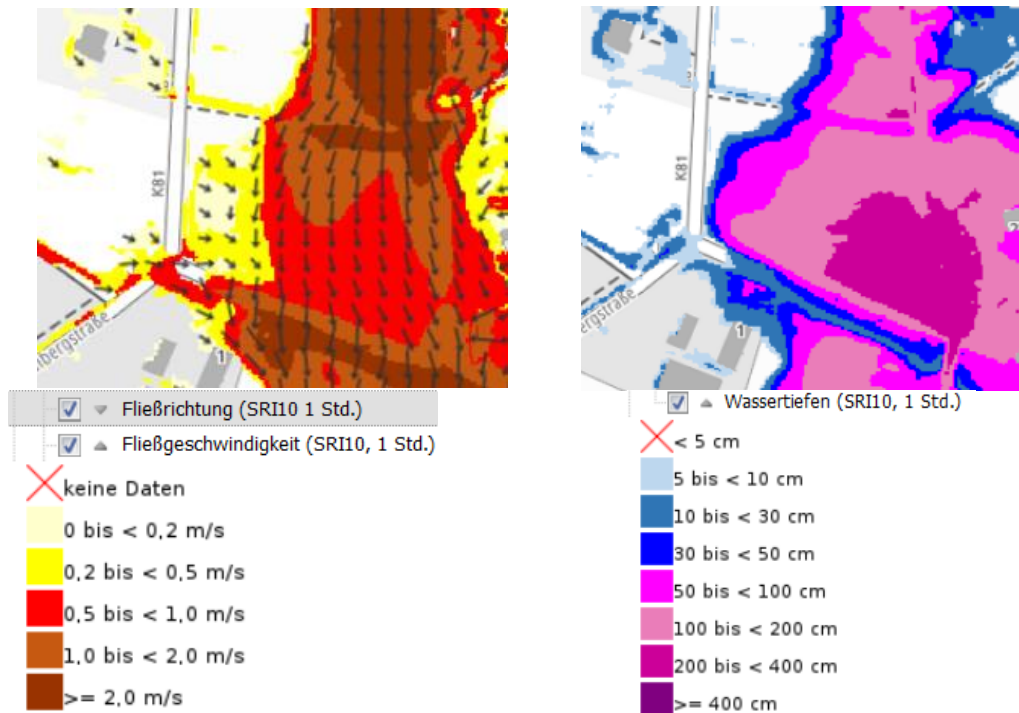 K81
nbergstraße
1
Fließrichtung (SRI10 1 Std.)
Fließgeschwindigkeit (SRI10, 1 Std.)
keine Daten
0 bis < 0,2 m/s
0,2 bis < 0,5 m/s
0,5 bis < 1,0 m/s
1,0 bis < 2,0 m/s
>= 2,0 m/s
K81
nbergstraße
1
2
Wassertiefen (SRI10, 1 Std.)
< 5 cm
5 bis < 10 cm
10 bis < 30 cm
30 bis < 50 cm
50 bis < 100 cm
100 bis < 200 cm
200 bis < 400 cm
>= 400 cm